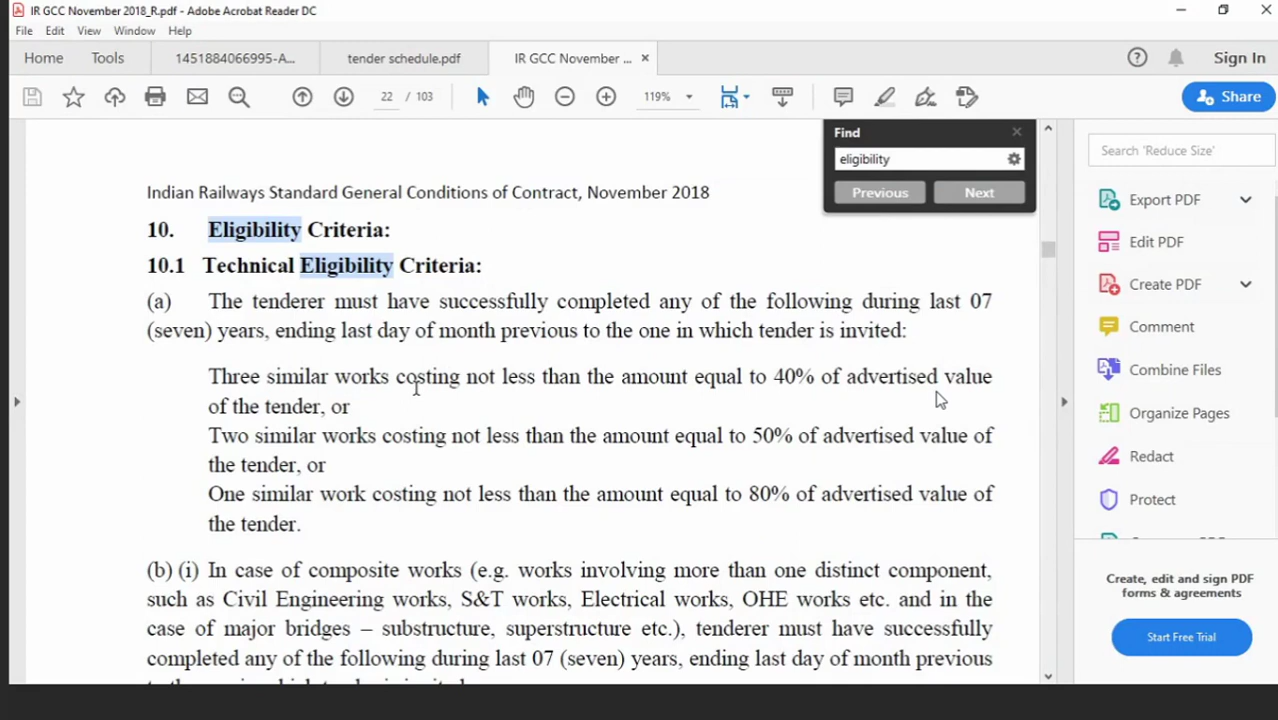 IR GCC November 2018_R.pdf - Adobe Acrobat Reader DC
File Edit View Window Help
Home Tools 1451884066995-A... tender schedule.pdf IR GCC November ... × Sign In
22 / 103 119% Share
Find
eligibility
Previous Next
Search 'Reduce Size'
Export PDF
Edit PDF
Create PDF
Comment
Combine Files
Organize Pages
Redact
Protect
Create, edit and sign PDF
forms & agreements
Start Free Trial
Indian Railways Standard General Conditions of Contract, November 2018
10. Eligibility Criteria:
10.1 Technical Eligibility Criteria:
(a) The tenderer must have successfully completed any of the following during last 07
(seven) years, ending last day of month previous to the one in which tender is invited:
Three similar works costing not less than the amount equal to 40% of advertised value
of the tender, or
Two similar works costing not less than the amount equal to 50% of advertised value of
the tender, or
One similar work costing not less than the amount equal to 80% of advertised value of
the tender.
(b) (i) In case of composite works (e.g. works involving more than one distinct component,
such as Civil Engineering works, S&T works, Electrical works, OHE works etc. and in the
case of major bridges – substructure, superstructure etc.), tenderer must have successfully
completed any of the following during last 07 (seven) years, ending last day of month previous